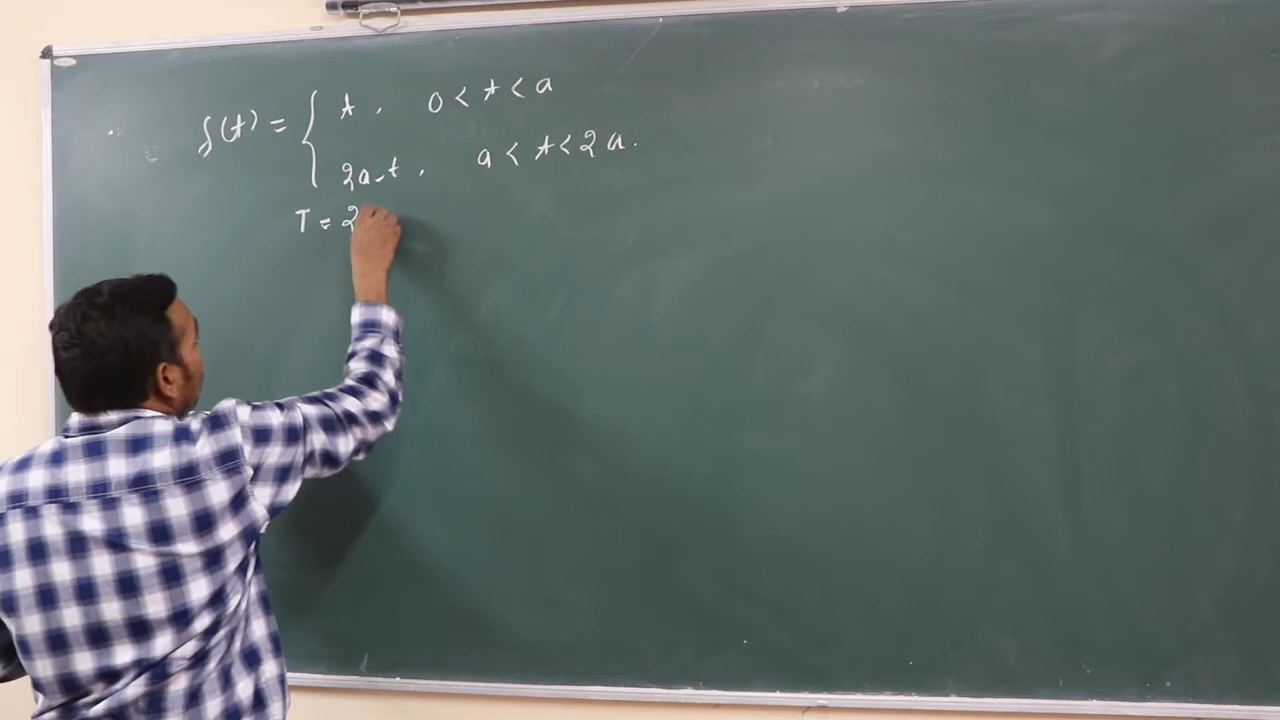 f(t) = { t, 0 < t < a
2a-t, a < t < 2a.
T = 2